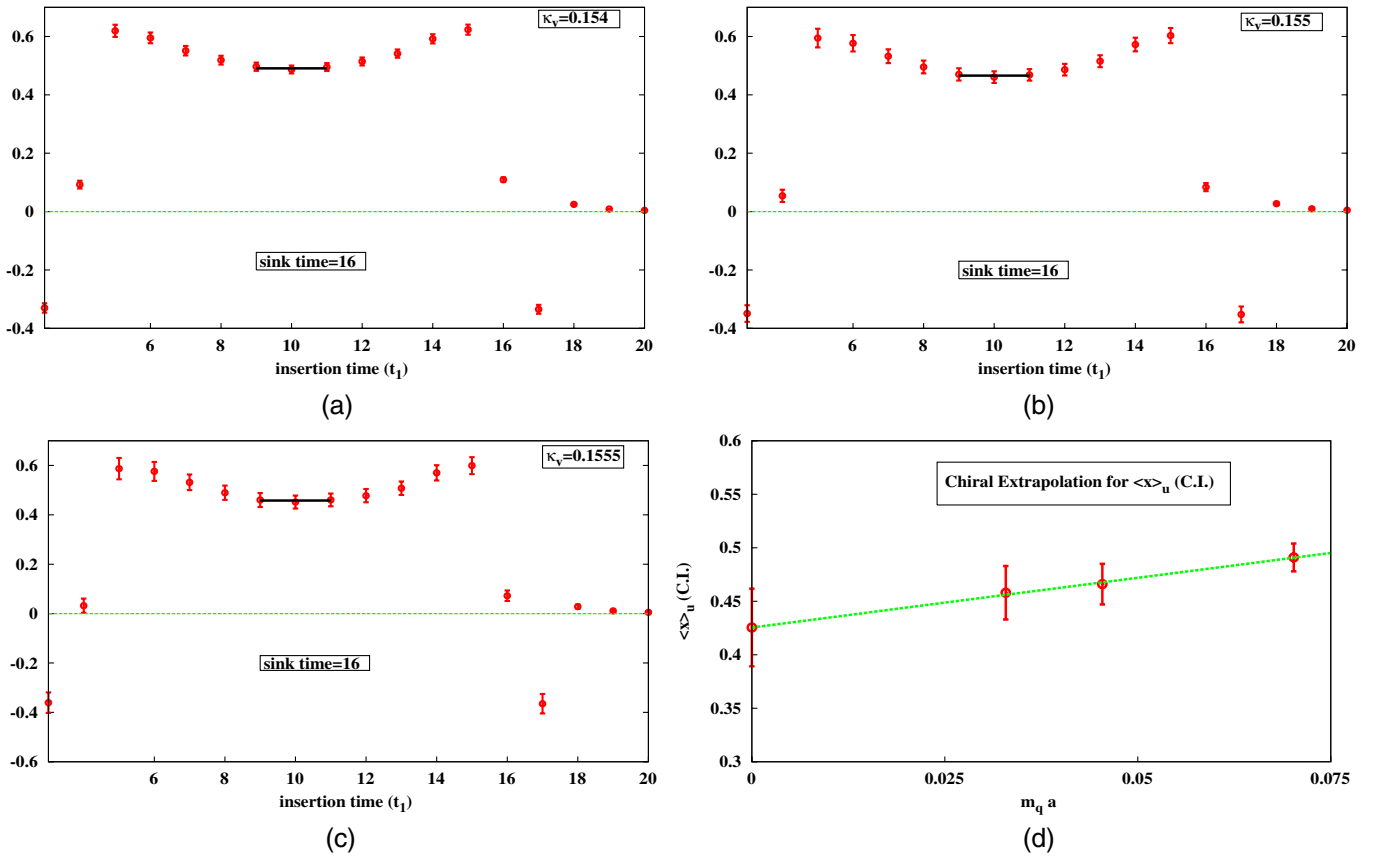 κv=0.154
0.6
0.4
0.2
0
-0.2
-0.4
sink time=16
6 8 10 12 14 16 18 20
insertion time (t1)
(a)
κv=0.155
0.6
0.4
0.2
0
-0.2
-0.4
sink time=16
6 8 10 12 14 16 18 20
insertion time (t1)
(b)
κv=0.1555
0.6
0.4
0.2
0
-0.2
-0.4
-0.6
sink time=16
6 8 10 12 14 16 18 20
insertion time (t1)
(c)
Chiral Extrapolation for <x>u (C.I.)
<x>u (C.I.)
0.6
0.55
0.5
0.45
0.4
0.35
0.3
0 0.025 0.05 0.075
mq a
(d)